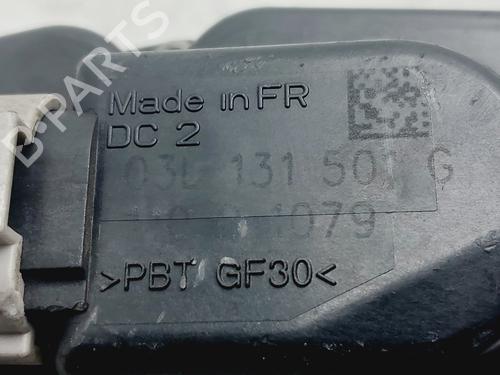 B-PARTS
Made in FR
DC 2
03L 131 501 G
1079
>PBT GF30<